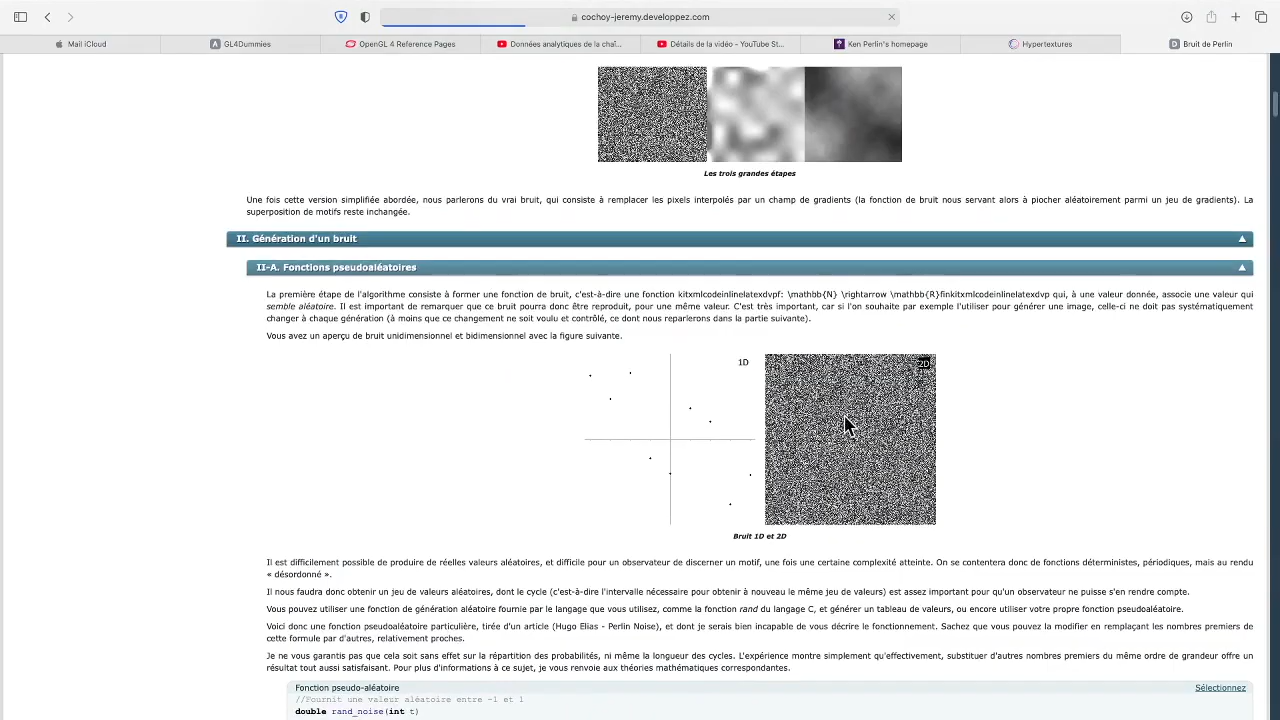 cochoy-jeremy.developpez.com
Mail iCloud
GL4Dummies
OpenGL 4 Reference Pages
Données analytiques de la chaî...
Détails de la vidéo - YouTube St...
Ken Perlin's homepage
Hypertextures
Bruit de Perlin
Les trois grandes étapes
Une fois cette version simplifiée abordée, nous parlerons du vrai bruit, qui consiste à remplacer les pixels interpolés par un champ de gradients (la fonction de bruit nous servant alors à piocher aléatoirement parmi un jeu de gradients). La
superposition de motifs reste inchangée.
II. Génération d'un bruit
II-A. Fonctions pseudoaléatoires
La première étape de l'algorithme consiste à former une fonction de bruit, c'est-à-dire une fonction kitxmlcodeinlinelatexdvpf: \mathbb{N} \rightarrow \mathbb{R}finkitxmlcodeinlinelatexdvp qui, à une valeur donnée, associe une valeur qui
semble aléatoire. Il est important de remarquer que ce bruit pourra donc être reproduit, pour une même valeur. C'est très important, car si l'on souhaite par exemple l'utiliser pour générer une image, celle-ci ne doit pas systématiquement
changer à chaque génération (à moins que ce changement ne soit voulu et contrôlé, ce dont nous reparlerons dans la partie suivante).
Vous avez un aperçu de bruit unidimensionnel et bidimensionnel avec la figure suivante.
1D
2D
Bruit 1D et 2D
Il est difficilement possible de produire de réelles valeurs aléatoires, et difficile pour un observateur de discerner un motif, une fois une certaine complexité atteinte. On se contentera donc de fonctions déterministes, périodiques, mais au rendu
« désordonné ».
Il nous faudra donc obtenir un jeu de valeurs aléatoires, dont le cycle (c'est-à-dire l'intervalle nécessaire pour obtenir à nouveau le même jeu de valeurs) est assez important pour qu'un observateur ne puisse s'en rendre compte.
Vous pouvez utiliser une fonction de génération aléatoire fournie par le langage que vous utilisez, comme la fonction rand du langage C, et générer un tableau de valeurs, ou encore utiliser votre propre fonction pseudoaléatoire.
Voici donc une fonction pseudoaléatoire particulière, tirée d'un article (Hugo Elias - Perlin Noise), et dont je serais bien incapable de vous décrire le fonctionnement. Sachez que vous pouvez la modifier en remplaçant les nombres premiers de
cette formule par d'autres, relativement proches.
Je ne vous garantis pas que cela soit sans effet sur la répartition des probabilités, ni même la longueur des cycles. L'expérience montre simplement qu'effectivement, substituer d'autres nombres premiers du même ordre de grandeur offre un
résultat tout aussi satisfaisant. Pour plus d'informations à ce sujet, je vous renvoie aux théories mathématiques correspondantes.
Fonction pseudo-aléatoire
Sélectionnez
//Fournit une valeur aléatoire entre -1 et 1
double rand_noise(int t)